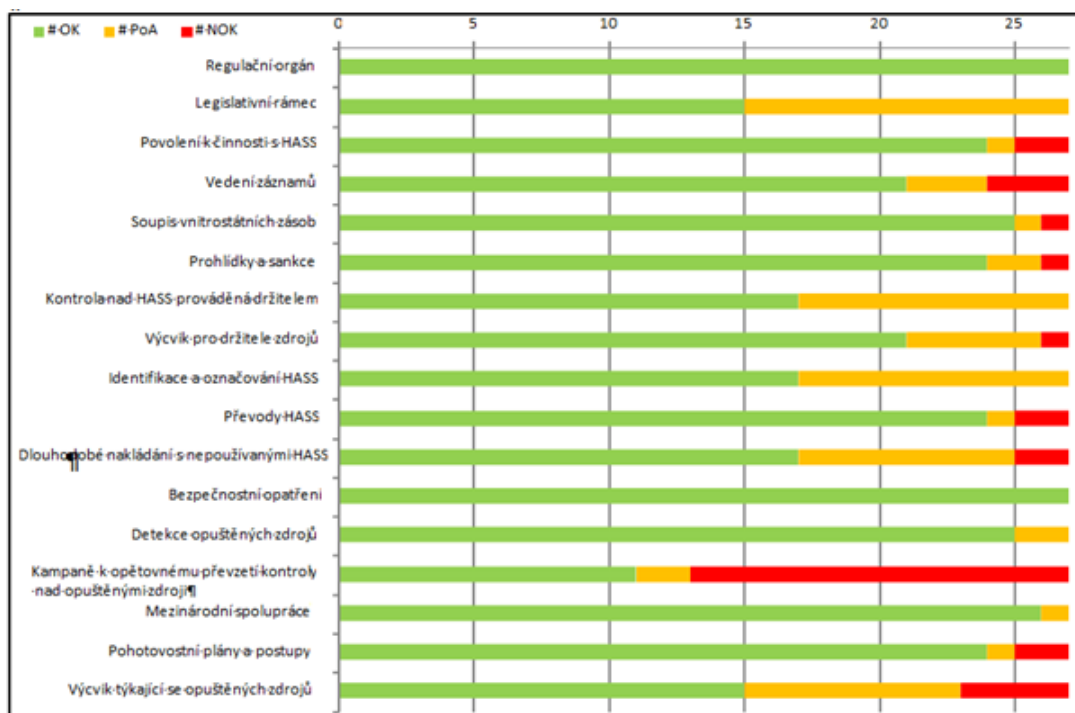 # OK # PoA # NOK
0 5 10 15 20 25
Regulační·orgán
Legislativní·rámec
Povolení·k·činnosti·s·HASS
Vedení·záznamů
Soupis·vnitrostátních·zásob
Prohlídky·a·sankce
Kontrola·nad·HASS·prováděná·držitelem
Výcvik·pro·držitele·zdrojů
Identifikace·a·označování·HASS
Převody·HASS
Dlouhodobé·nakládání·s·nepoužívanými·HASS
¶
Bezpečnostní·opatření
Detekce·opuštěných·zdrojů
Kampaně·k·opětovnému·převzetí·kontroly
·nad·opuštěnými·zdroji¶
Mezinárodní·spolupráce
Pohotovostní·plány·a·postupy
Výcvik·týkající·se·opuštěných·zdrojů